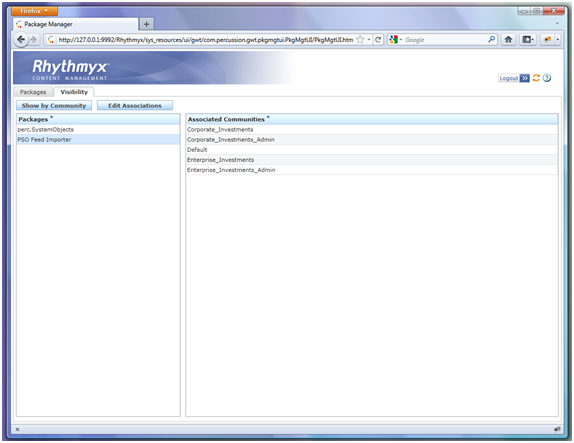 Firefox
Package Manager
http://127.0.0.1:9992/Rhythmyx/sys_resources/ui/gwt/com.percussion.gwt.pkgmgtui.PkgMgtUI/PkgMgtUI.html
Google
Rhythmyx
CONTENT MANAGEMENT
Logout
Packages Visibility
Show by Community Edit Associations
Packages Associated Communities
perc.SystemObjects Corporate_Investments
PSO Feed Importer Corporate_Investments_Admin
Default
Enterprise_Investments
Enterprise_Investments_Admin